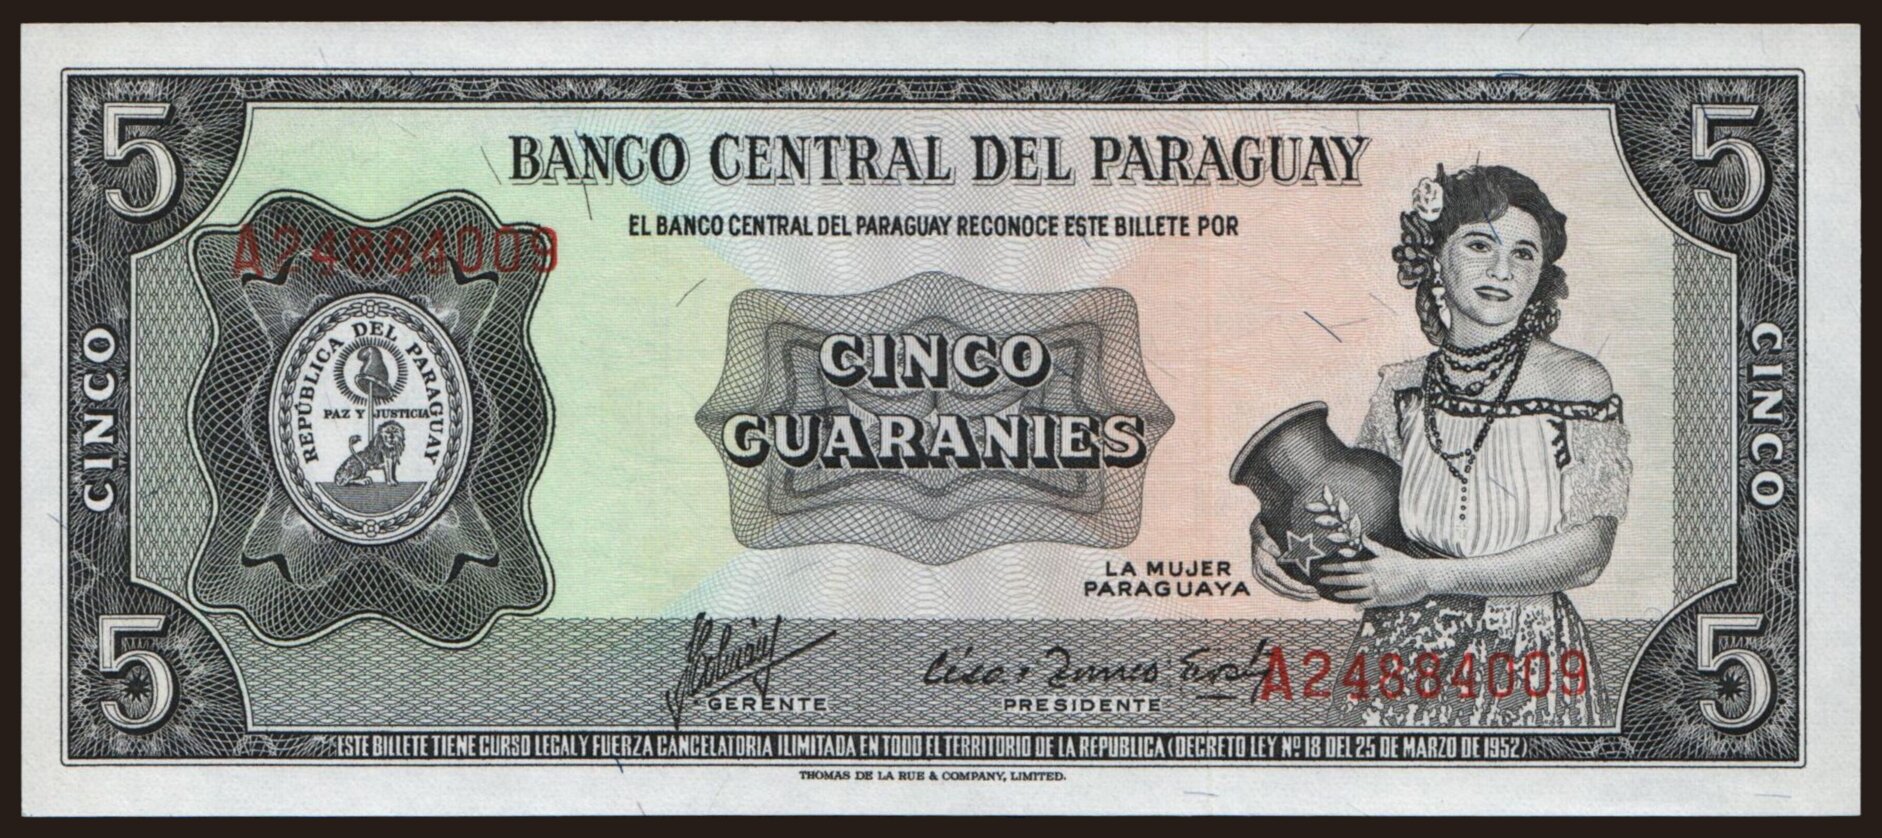 5
5
BANCO CENTRAL DEL PARAGUAY
EL BANCO CENTRAL DEL PARAGUAY RECONOCE ESTE BILLETE POR
A24884009
REPÚBLICA DEL PARAGUAY
PAZ Y JUSTICIA
CINCO
CINCO
GUARANIES
CINCO
LA MUJER
PARAGUAYA
A24884009
GERENTE
PRESIDENTE
5
5
ESTE BILLETE TIENE CURSO LEGAL Y FUERZA CANCELATORIA ILIMITADA EN TODO EL TERRITORIO DE LA REPUBLICA (DECRETO LEY Nº 18 DEL 25 DE MARZO DE 1952)
THOMAS DE LA RUE & COMPANY, LIMITED.